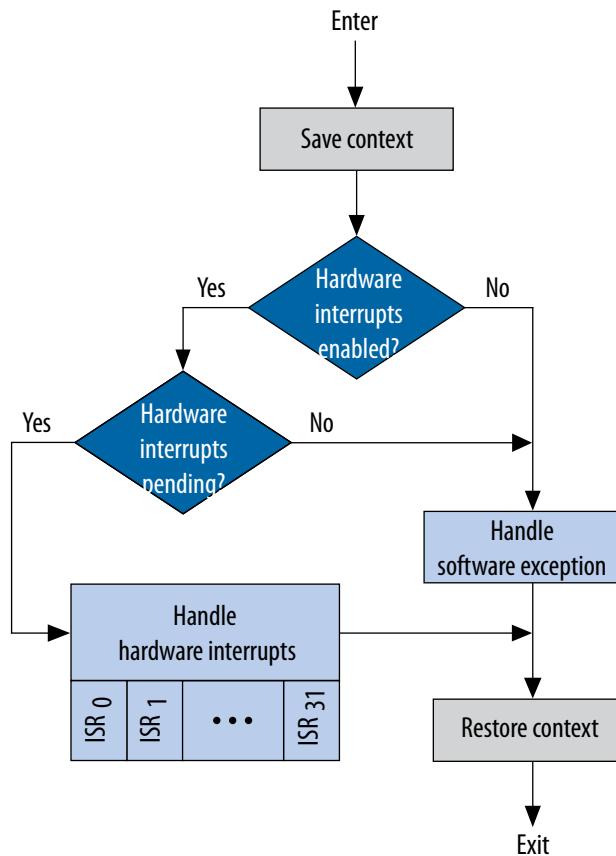 Enter
Save context
Hardware
interrupts
enabled?
Yes
No
Hardware
interrupts
pending?
Yes
No
Handle
software exception
Handle
hardware interrupts
ISR 0
ISR 1
•••
ISR 31
Restore context
Exit